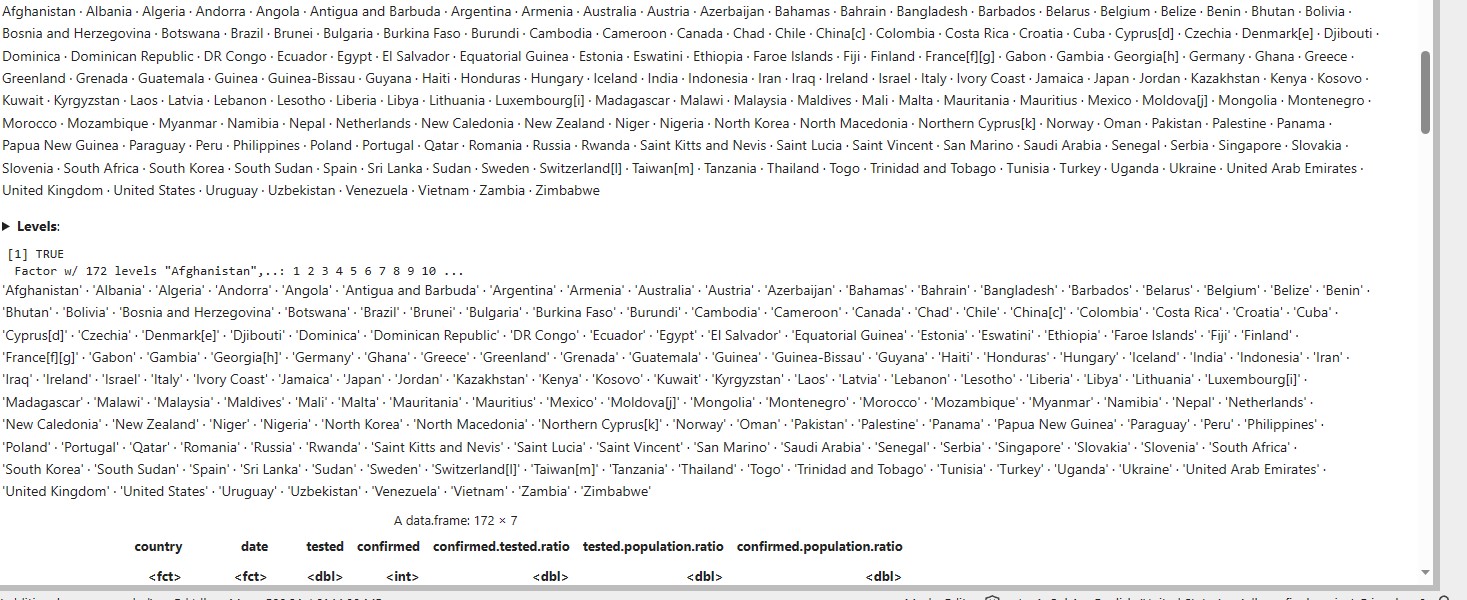 Afghanistan · Albania · Algeria · Andorra · Angola · Antigua and Barbuda · Argentina · Armenia · Australia · Austria · Azerbaijan · Bahamas · Bahrain · Bangladesh · Barbados · Belarus · Belgium · Belize · Benin · Bhutan · Bolivia ·
Bosnia and Herzegovina · Botswana · Brazil · Brunei · Bulgaria · Burkina Faso · Burundi · Cambodia · Cameroon · Canada · Chad · Chile · China[c] · Colombia · Costa Rica · Croatia · Cuba · Cyprus[d] · Czechia · Denmark[e] · Djibouti ·
Dominica · Dominican Republic · DR Congo · Ecuador · Egypt · El Salvador · Equatorial Guinea · Estonia · Eswatini · Ethiopia · Faroe Islands · Fiji · Finland · France[f][g] · Gabon · Gambia · Georgia[h] · Germany · Ghana · Greece ·
Greenland · Grenada · Guatemala · Guinea · Guinea-Bissau · Guyana · Haiti · Honduras · Hungary · Iceland · India · Indonesia · Iran · Iraq · Ireland · Israel · Italy · Ivory Coast · Jamaica · Japan · Jordan · Kazakhstan · Kenya · Kosovo ·
Kuwait · Kyrgyzstan · Laos · Latvia · Lebanon · Lesotho · Liberia · Libya · Lithuania · Luxembourg[i] · Madagascar · Malawi · Malaysia · Maldives · Mali · Malta · Mauritania · Mauritius · Mexico · Moldova[j] · Mongolia · Montenegro ·
Morocco · Mozambique · Myanmar · Namibia · Nepal · Netherlands · New Caledonia · New Zealand · Niger · Nigeria · North Korea · North Macedonia · Northern Cyprus[k] · Norway · Oman · Pakistan · Palestine · Panama ·
Papua New Guinea · Paraguay · Peru · Philippines · Poland · Portugal · Qatar · Romania · Russia · Rwanda · Saint Kitts and Nevis · Saint Lucia · Saint Vincent · San Marino · Saudi Arabia · Senegal · Serbia · Singapore · Slovakia ·
Slovenia · South Africa · South Korea · South Sudan · Spain · Sri Lanka · Sudan · Sweden · Switzerland[l] · Taiwan[m] · Tanzania · Thailand · Togo · Trinidad and Tobago · Tunisia · Turkey · Uganda · Ukraine · United Arab Emirates ·
United Kingdom · United States · Uruguay · Uzbekistan · Venezuela · Vietnam · Zambia · Zimbabwe
▶ Levels:
[1] TRUE
Factor w/ 172 levels "Afghanistan",..: 1 2 3 4 5 6 7 8 9 10 ...
'Afghanistan' · 'Albania' · 'Algeria' · 'Andorra' · 'Angola' · 'Antigua and Barbuda' · 'Argentina' · 'Armenia' · 'Australia' · 'Austria' · 'Azerbaijan' · 'Bahamas' · 'Bahrain' · 'Bangladesh' · 'Barbados' · 'Belarus' · 'Belgium' · 'Belize' · 'Benin' ·
'Bhutan' · 'Bolivia' · 'Bosnia and Herzegovina' · 'Botswana' · 'Brazil' · 'Brunei' · 'Bulgaria' · 'Burkina Faso' · 'Burundi' · 'Cambodia' · 'Cameroon' · 'Canada' · 'Chad' · 'Chile' · 'China[c]' · 'Colombia' · 'Costa Rica' · 'Croatia' · 'Cuba' ·
'Cyprus[d]' · 'Czechia' · 'Denmark[e]' · 'Djibouti' · 'Dominica' · 'Dominican Republic' · 'DR Congo' · 'Ecuador' · 'Egypt' · 'El Salvador' · 'Equatorial Guinea' · 'Estonia' · 'Eswatini' · 'Ethiopia' · 'Faroe Islands' · 'Fiji' · 'Finland' ·
'France[f][g]' · 'Gabon' · 'Gambia' · 'Georgia[h]' · 'Germany' · 'Ghana' · 'Greece' · 'Greenland' · 'Grenada' · 'Guatemala' · 'Guinea' · 'Guinea-Bissau' · 'Guyana' · 'Haiti' · 'Honduras' · 'Hungary' · 'Iceland' · 'India' · 'Indonesia' · 'Iran' ·
'Iraq' · 'Ireland' · 'Israel' · 'Italy' · 'Ivory Coast' · 'Jamaica' · 'Japan' · 'Jordan' · 'Kazakhstan' · 'Kenya' · 'Kosovo' · 'Kuwait' · 'Kyrgyzstan' · 'Laos' · 'Latvia' · 'Lebanon' · 'Lesotho' · 'Liberia' · 'Libya' · 'Lithuania' · 'Luxembourg[i]' ·
'Madagascar' · 'Malawi' · 'Malaysia' · 'Maldives' · 'Mali' · 'Malta' · 'Mauritania' · 'Mauritius' · 'Mexico' · 'Moldova[j]' · 'Mongolia' · 'Montenegro' · 'Morocco' · 'Mozambique' · 'Myanmar' · 'Namibia' · 'Nepal' · 'Netherlands' ·
'New Caledonia' · 'New Zealand' · 'Niger' · 'Nigeria' · 'North Korea' · 'North Macedonia' · 'Northern Cyprus[k]' · 'Norway' · 'Oman' · 'Pakistan' · 'Palestine' · 'Panama' · 'Papua New Guinea' · 'Paraguay' · 'Peru' · 'Philippines' ·
'Poland' · 'Portugal' · 'Qatar' · 'Romania' · 'Russia' · 'Rwanda' · 'Saint Kitts and Nevis' · 'Saint Lucia' · 'Saint Vincent' · 'San Marino' · 'Saudi Arabia' · 'Senegal' · 'Serbia' · 'Singapore' · 'Slovakia' · 'Slovenia' · 'South Africa' ·
'South Korea' · 'South Sudan' · 'Spain' · 'Sri Lanka' · 'Sudan' · 'Sweden' · 'Switzerland[l]' · 'Taiwan[m]' · 'Tanzania' · 'Thailand' · 'Togo' · 'Trinidad and Tobago' · 'Tunisia' · 'Turkey' · 'Uganda' · 'Ukraine' · 'United Arab Emirates' ·
'United Kingdom' · 'United States' · 'Uruguay' · 'Uzbekistan' · 'Venezuela' · 'Vietnam' · 'Zambia' · 'Zimbabwe'
A data.frame: 172 × 7
country date tested confirmed confirmed.tested.ratio tested.population.ratio confirmed.population.ratio
<fct> <fct> <dbl> <int> <dbl> <dbl> <dbl>